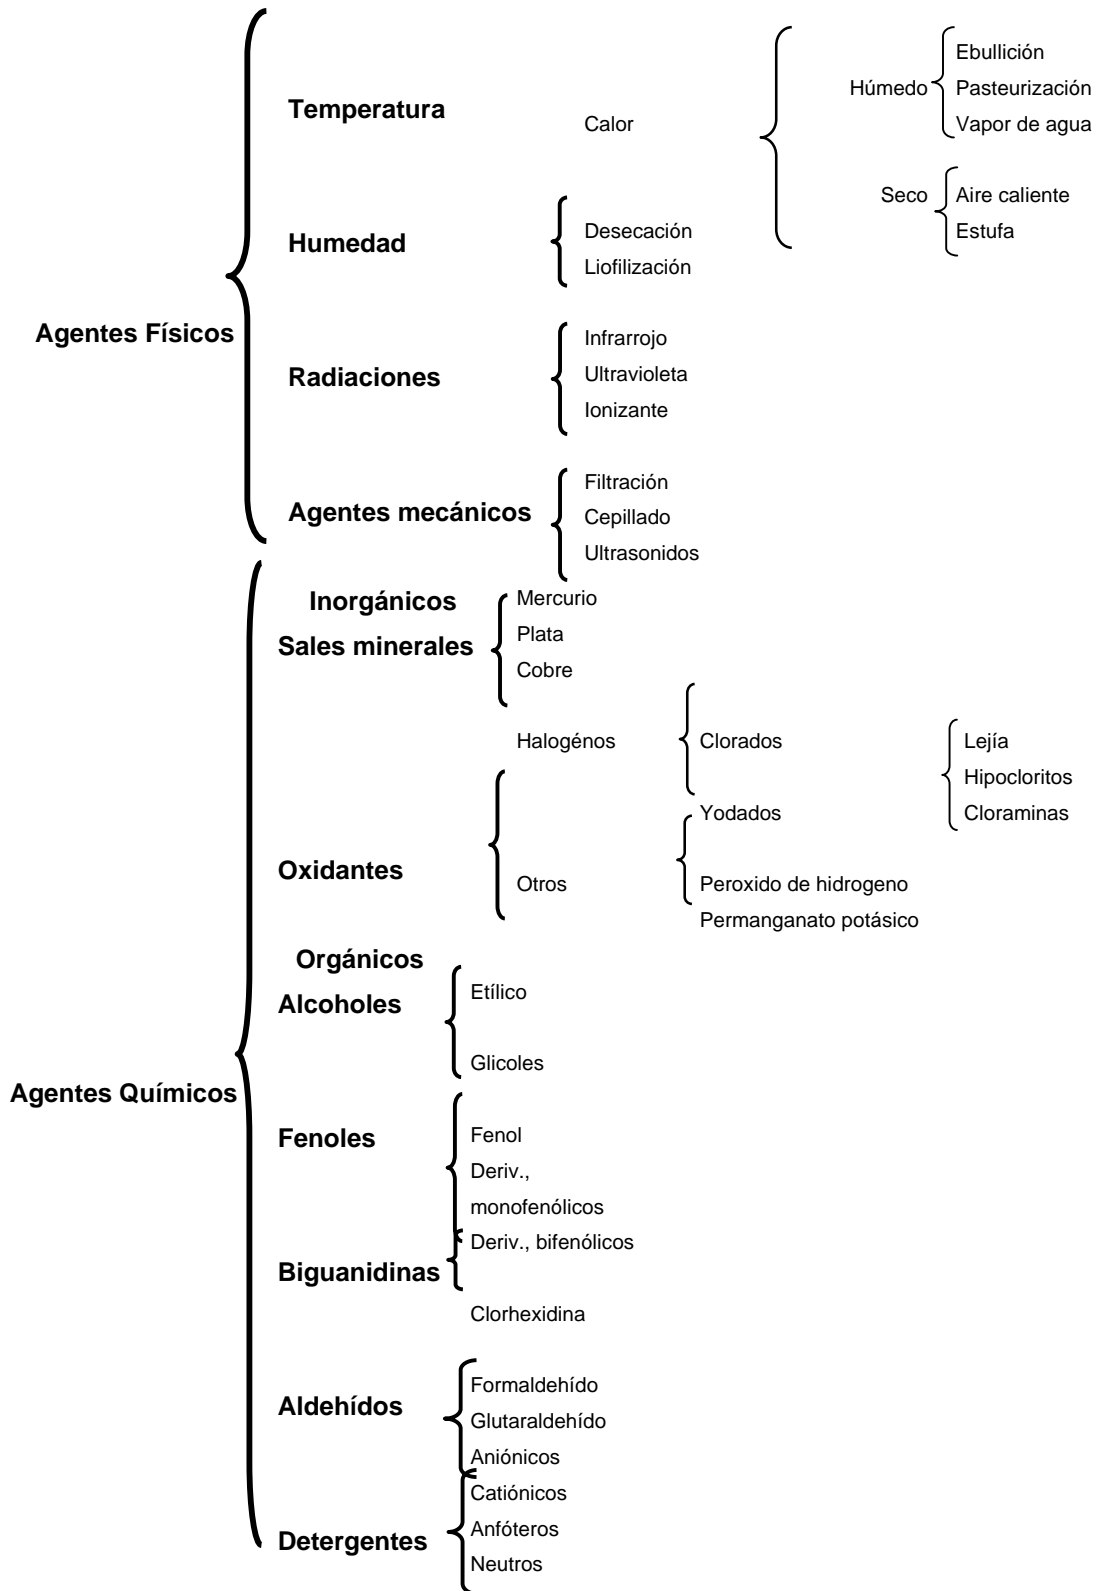 Ebullición
Húmedo
Pasteurización
Temperatura
Calor
Vapor de agua
Seco
Aire caliente
Humedad
Desecación
Estufa
Liofilización
Agentes Físicos
Infrarrojo
Radiaciones
Ultravioleta
Ionizante
Agentes mecánicos
Filtración
Cepillado
Ultrasonidos
Inorgánicos
Mercurio
Sales minerales
Plata
Cobre
Halogénos
Clorados
Lejía
Hipocloritos
Yodados
Cloraminas
Oxidantes
Otros
Peroxido de hidrogeno
Permanganato potásico
Orgánicos
Alcoholes
Etílico
Glicoles
Agentes Químicos
Fenoles
Fenol
Deriv.,
monofenólicos
Deriv., bifenólicos
Biguanidinas
Clorhexidina
Aldehídos
Formaldehído
Glutaraldehído
Aniónicos
Catiónicos
Detergentes
Anfóteros
Neutros